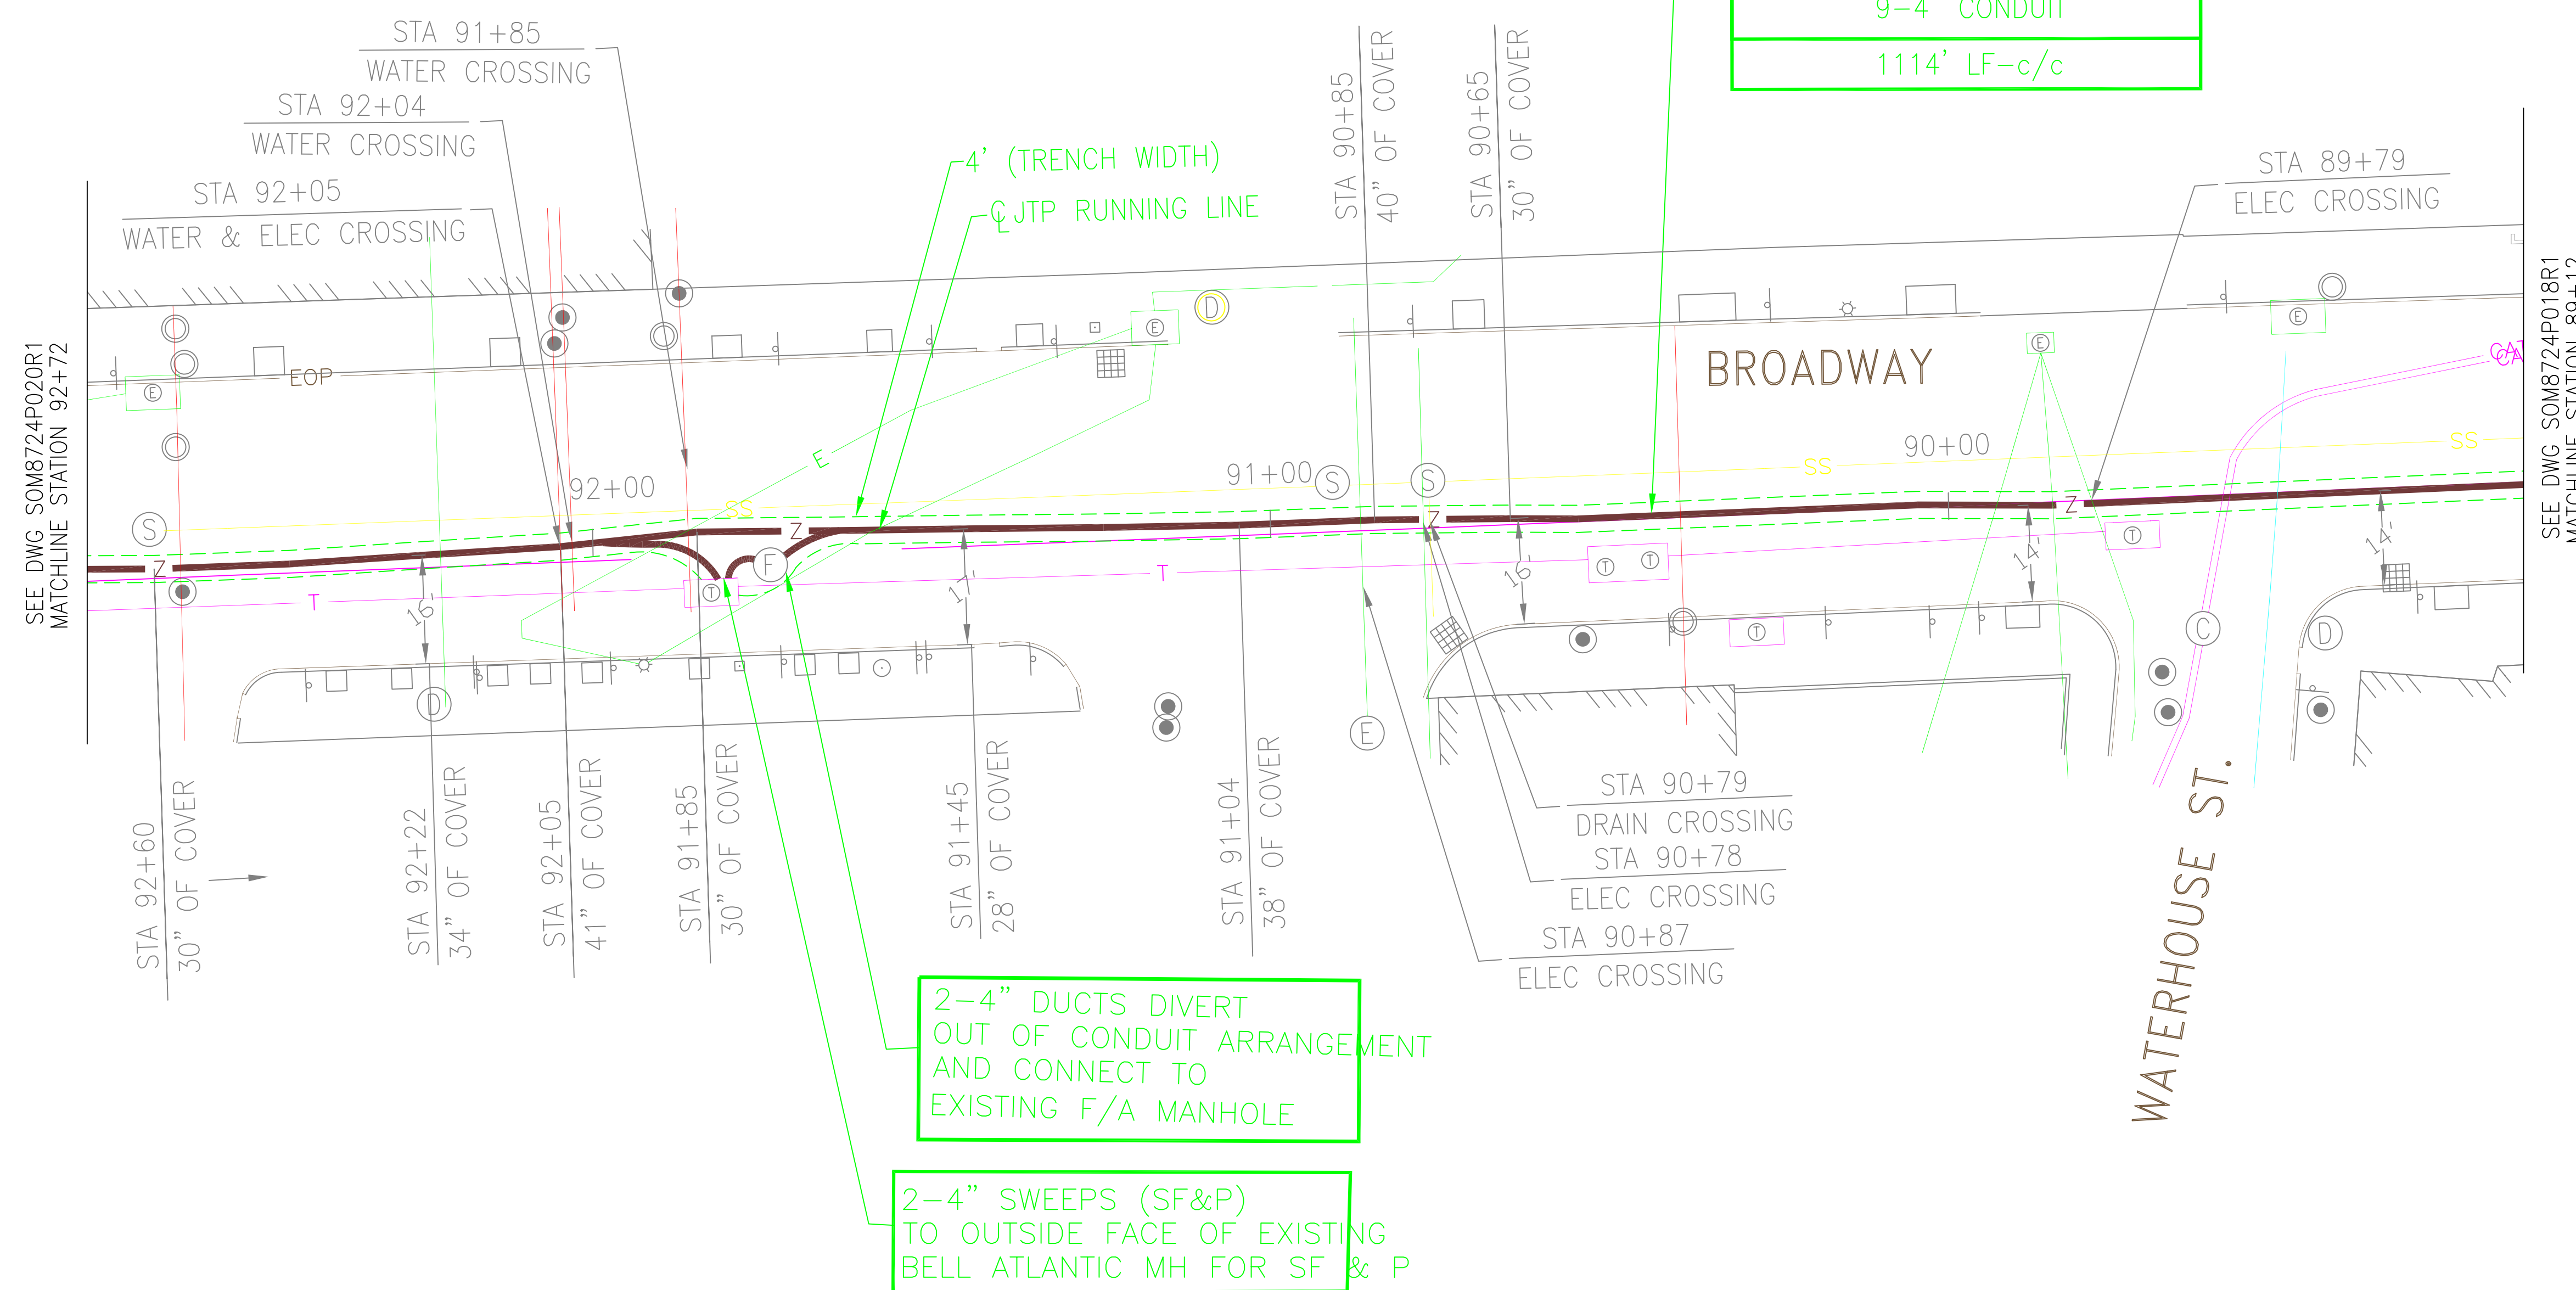 9-4" CONDUIT
1114' LF-c/c
STA 91+85
WATER CROSSING
STA 92+04
WATER CROSSING
STA 92+05
WATER & ELEC CROSSING
4' (TRENCH WIDTH)
℄ JTP RUNNING LINE
STA 90+85
40" OF COVER
STA 90+65
30" OF COVER
STA 89+79
ELEC CROSSING
SEE DWG SOM8724P020R1
MATCHLINE STATION 92+72
SEE DWG SOM8724P018R1
MATCHLINE STATION 89+12
D
E
E
E
E
EOP
BROADWAY
CAT
CA
E
92+00
91+00
90+00
SS
SS
SS
S
S
S
Z
Z
Z
Z
F
T
T
T
T
T
T
T
16'
17'
16'
14'
14'
D
E
C
D
STA 92+60
30" OF COVER
STA 92+22
34" OF COVER
STA 92+05
41" OF COVER
STA 91+85
30" OF COVER
STA 91+45
28" OF COVER
STA 91+04
38" OF COVER
STA 90+79
DRAIN CROSSING
STA 90+78
ELEC CROSSING
STA 90+87
ELEC CROSSING
WATERHOUSE ST.
2-4" DUCTS DIVERT
OUT OF CONDUIT ARRANGEMENT
AND CONNECT TO
EXISTING F/A MANHOLE
2-4" SWEEPS (SF&P)
TO OUTSIDE FACE OF EXISTING
BELL ATLANTIC MH FOR SF & P